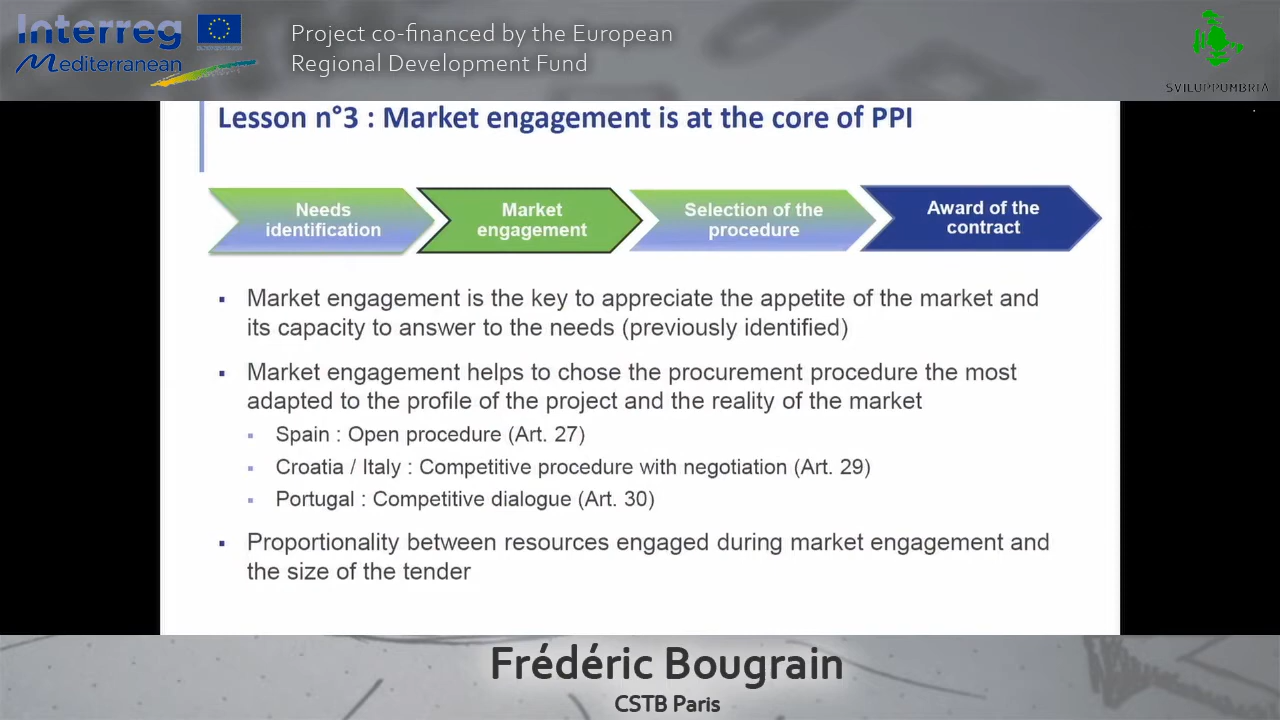 Interreg
Mediterranean
Project co-financed by the European
Regional Development Fund
SVILUPPUMBRIA
Lesson n°3 : Market engagement is at the core of PPI
Needs
identification
Market
engagement
Selection of the
procedure
Award of the
contract
▪ Market engagement is the key to appreciate the appetite of the market and
its capacity to answer to the needs (previously identified)
▪ Market engagement helps to chose the procurement procedure the most
adapted to the profile of the project and the reality of the market
▪ Spain : Open procedure (Art. 27)
▪ Croatia / Italy : Competitive procedure with negotiation (Art. 29)
▪ Portugal : Competitive dialogue (Art. 30)
▪ Proportionality between resources engaged during market engagement and
the size of the tender
Frédéric Bougrain
CSTB Paris